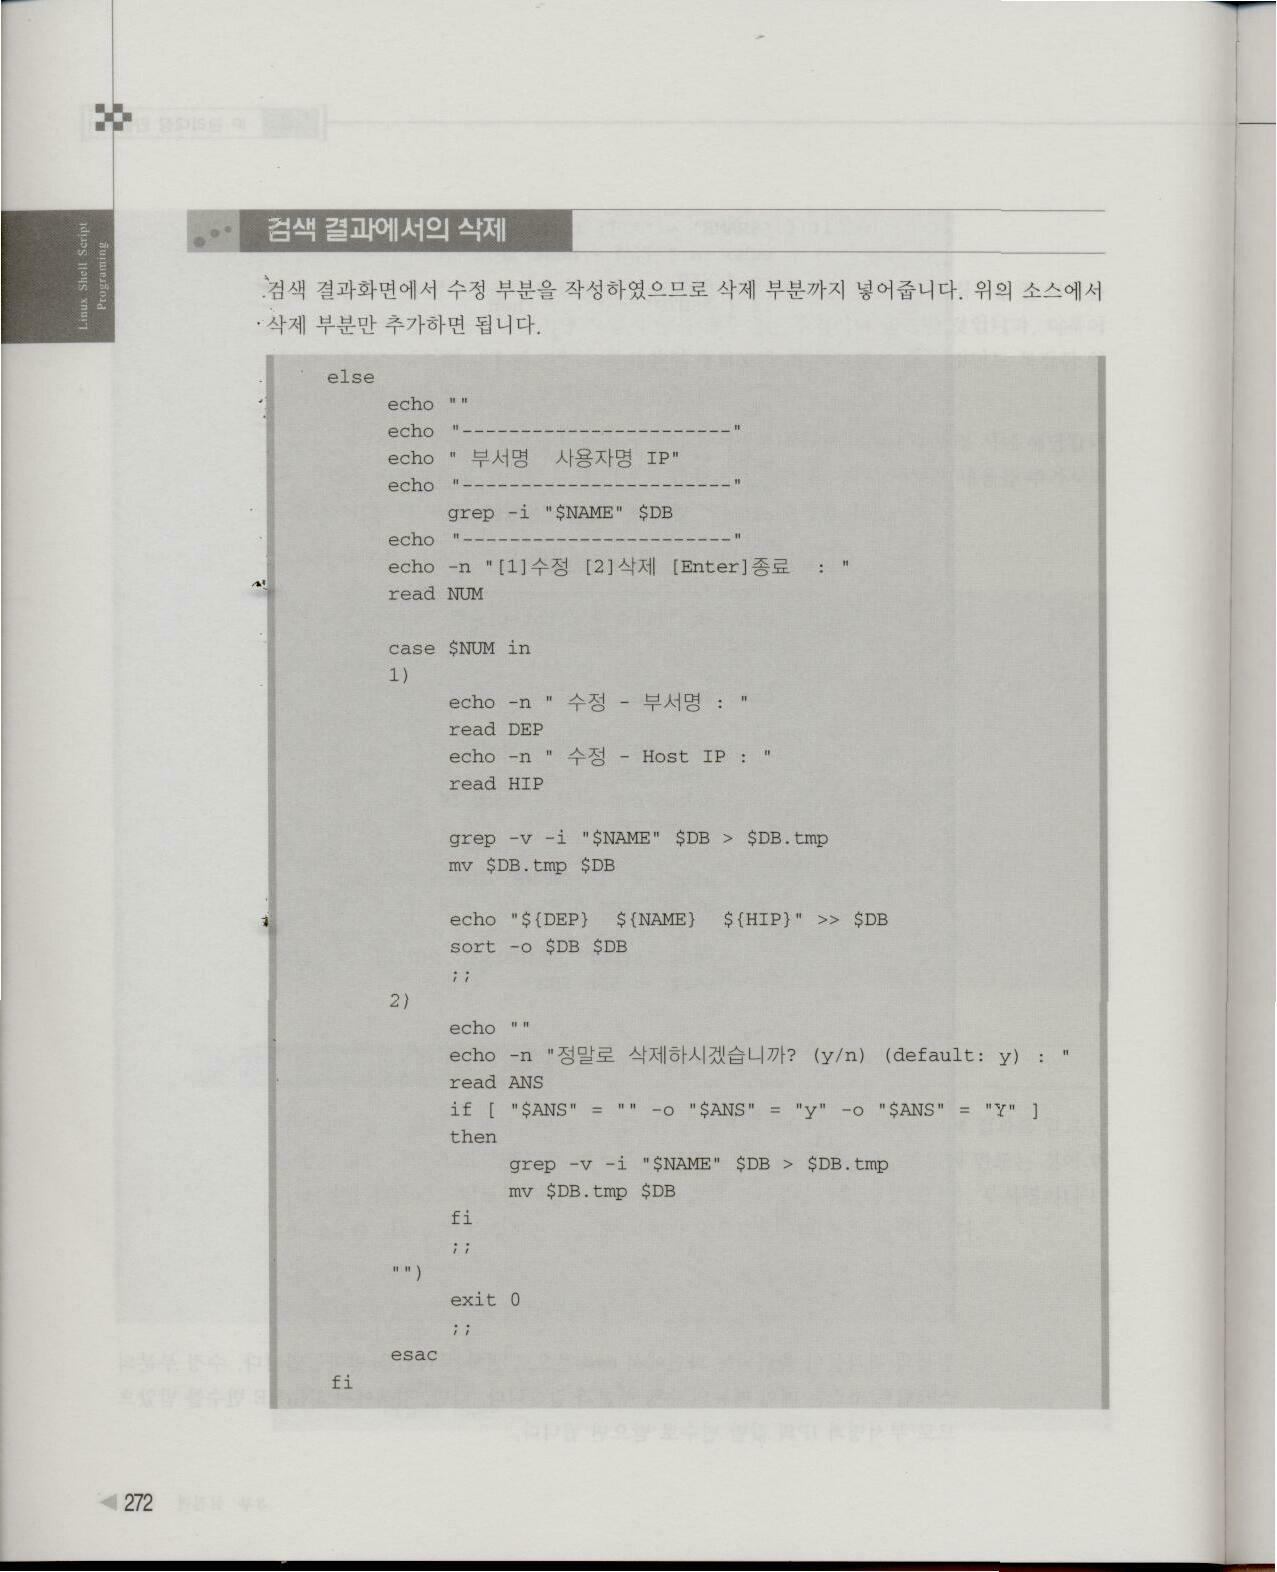 Linux Shell Script
Programing
검색 결과에서의 삭제
검색 결과화면에서 수정 부분을 작성하였으므로 삭제 부분까지 넣어줍니다. 위의 소스에서
삭제 부분만 추가하면 됩니다.
else
echo ""
echo "-----------------------"
echo " 부서명  사용자명 IP"
echo "-----------------------"
grep -i "$NAME" $DB
echo "-----------------------"
echo -n "[1]수정 [2]삭제 [Enter]종료  : "
read NUM
case $NUM in
1)
echo -n " 수정 - 부서명 : "
read DEP
echo -n " 수정 - Host IP : "
read HIP
grep -v -i "$NAME" $DB > $DB.tmp
mv $DB.tmp $DB
echo "${DEP}  ${NAME}  ${HIP}" >> $DB
sort -o $DB $DB
;;
2)
echo ""
echo -n "정말로 삭제하시겠습니까? (y/n) (default: y) : "
read ANS
if [ "$ANS" = "" -o "$ANS" = "y" -o "$ANS" = "Y" ]
then
grep -v -i "$NAME" $DB > $DB.tmp
mv $DB.tmp $DB
fi
;;
"")
exit 0
;;
esac
fi
272